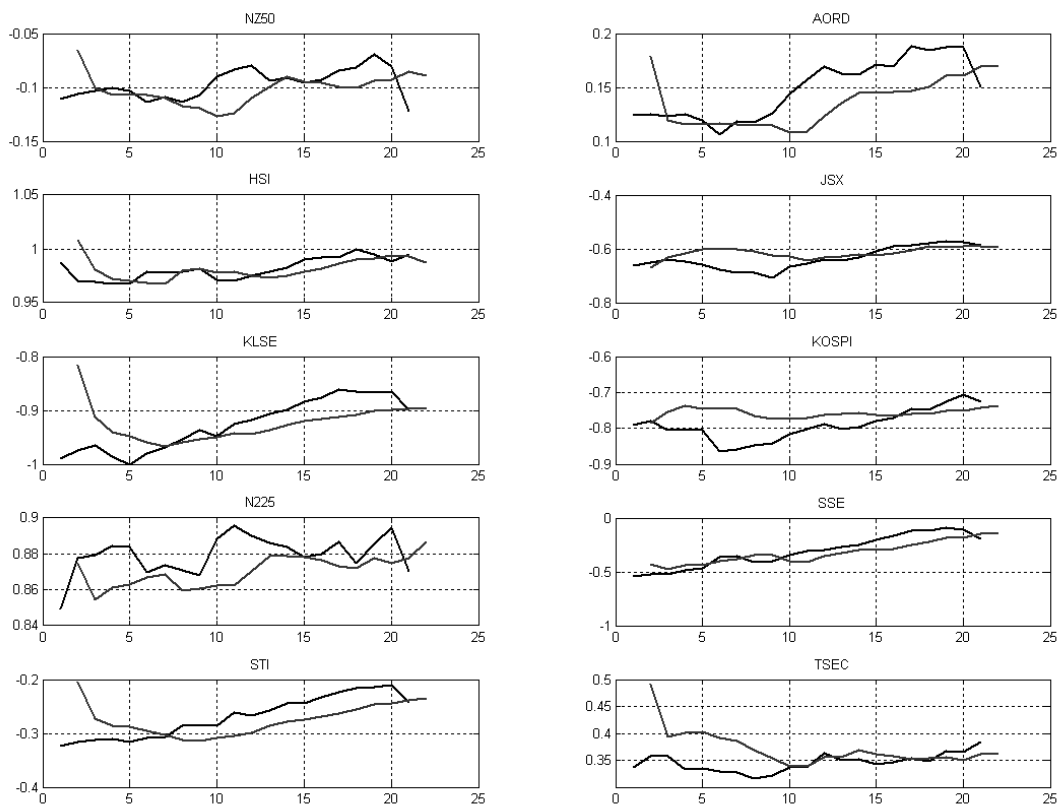 NZ50
-0.05
-0.1
-0.15
0 5 10 15 20 25
AORD
0.2
0.15
0.1
0 5 10 15 20 25
HSI
1.05
1
0.95
0 5 10 15 20 25
JSX
-0.4
-0.6
-0.8
0 5 10 15 20 25
KLSE
-0.8
-0.9
-1
0 5 10 15 20 25
KOSPI
-0.6
-0.7
-0.8
-0.9
0 5 10 15 20 25
N225
0.9
0.88
0.86
0.84
0 5 10 15 20 25
SSE
0
-0.5
-1
0 5 10 15 20 25
STI
-0.2
-0.3
-0.4
0 5 10 15 20 25
TSEC
0.5
0.45
0.4
0.35
0 5 10 15 20 25